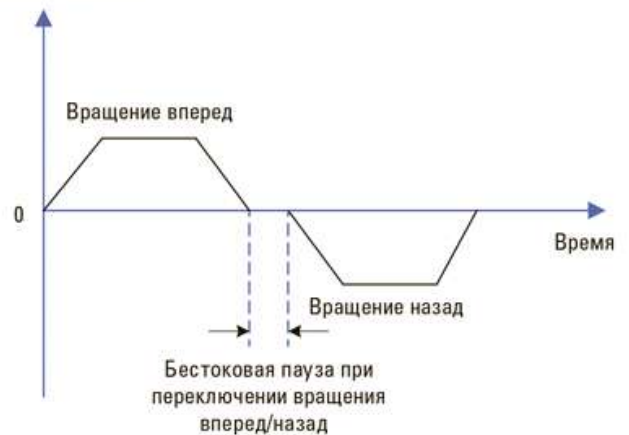 Вращение вперед
0
Время
Вращение назад
Бестоковая пауза при
переключении вращения
вперед/назад